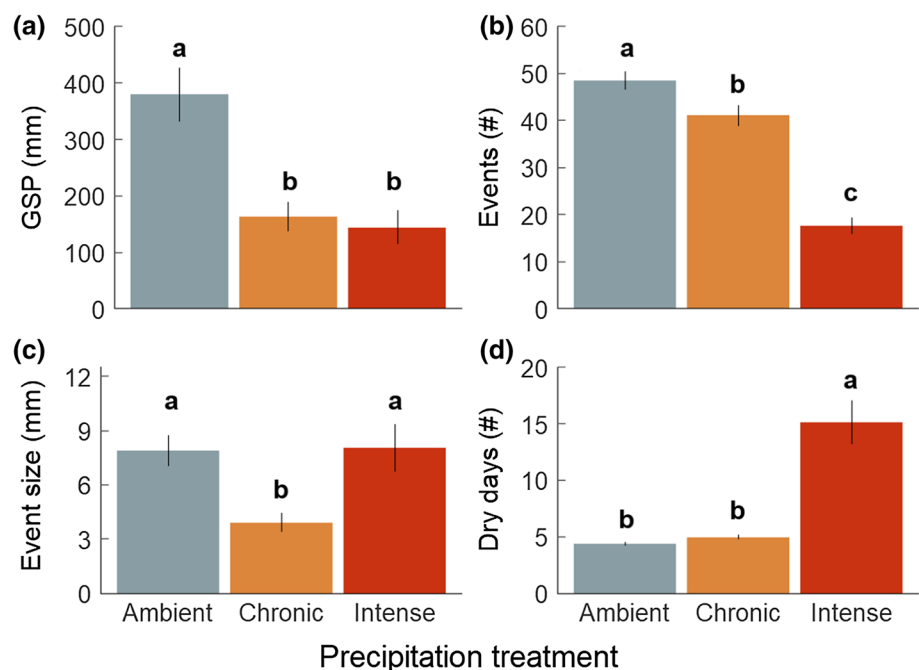 (a)
GSP (mm)
500
400
300
200
100
0
a
b
b
(b)
Events (#)
60
50
40
30
20
10
0
a
b
c
(c)
Event size (mm)
12
9
6
3
0
a
b
a
Ambient Chronic Intense
(d)
Dry days (#)
20
15
10
5
0
b
b
a
Ambient Chronic Intense
Precipitation treatment